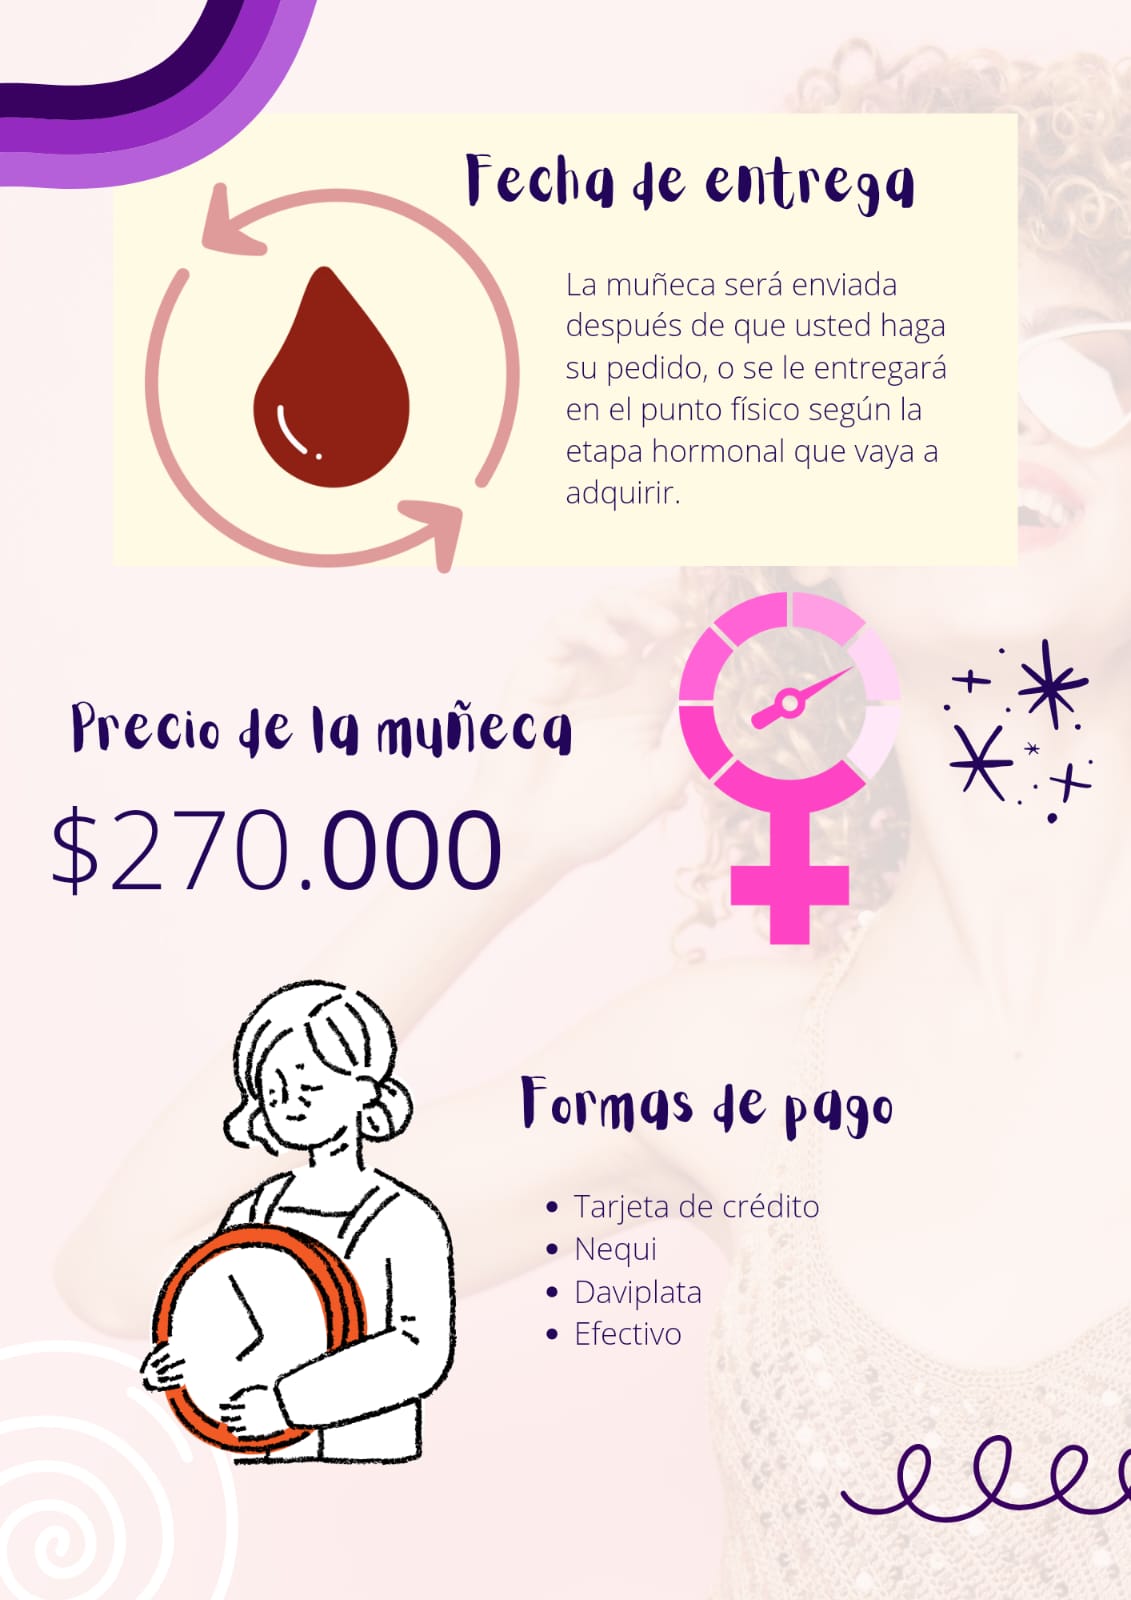 Fecha de entrega
La muñeca será enviada
después de que usted haga
su pedido, o se le entregará
en el punto físico según la
etapa hormonal que vaya a
adquirir.
Precio de la muñeca
$270.000
Formas de pago
• Tarjeta de crédito
• Nequi
• Daviplata
• Efectivo